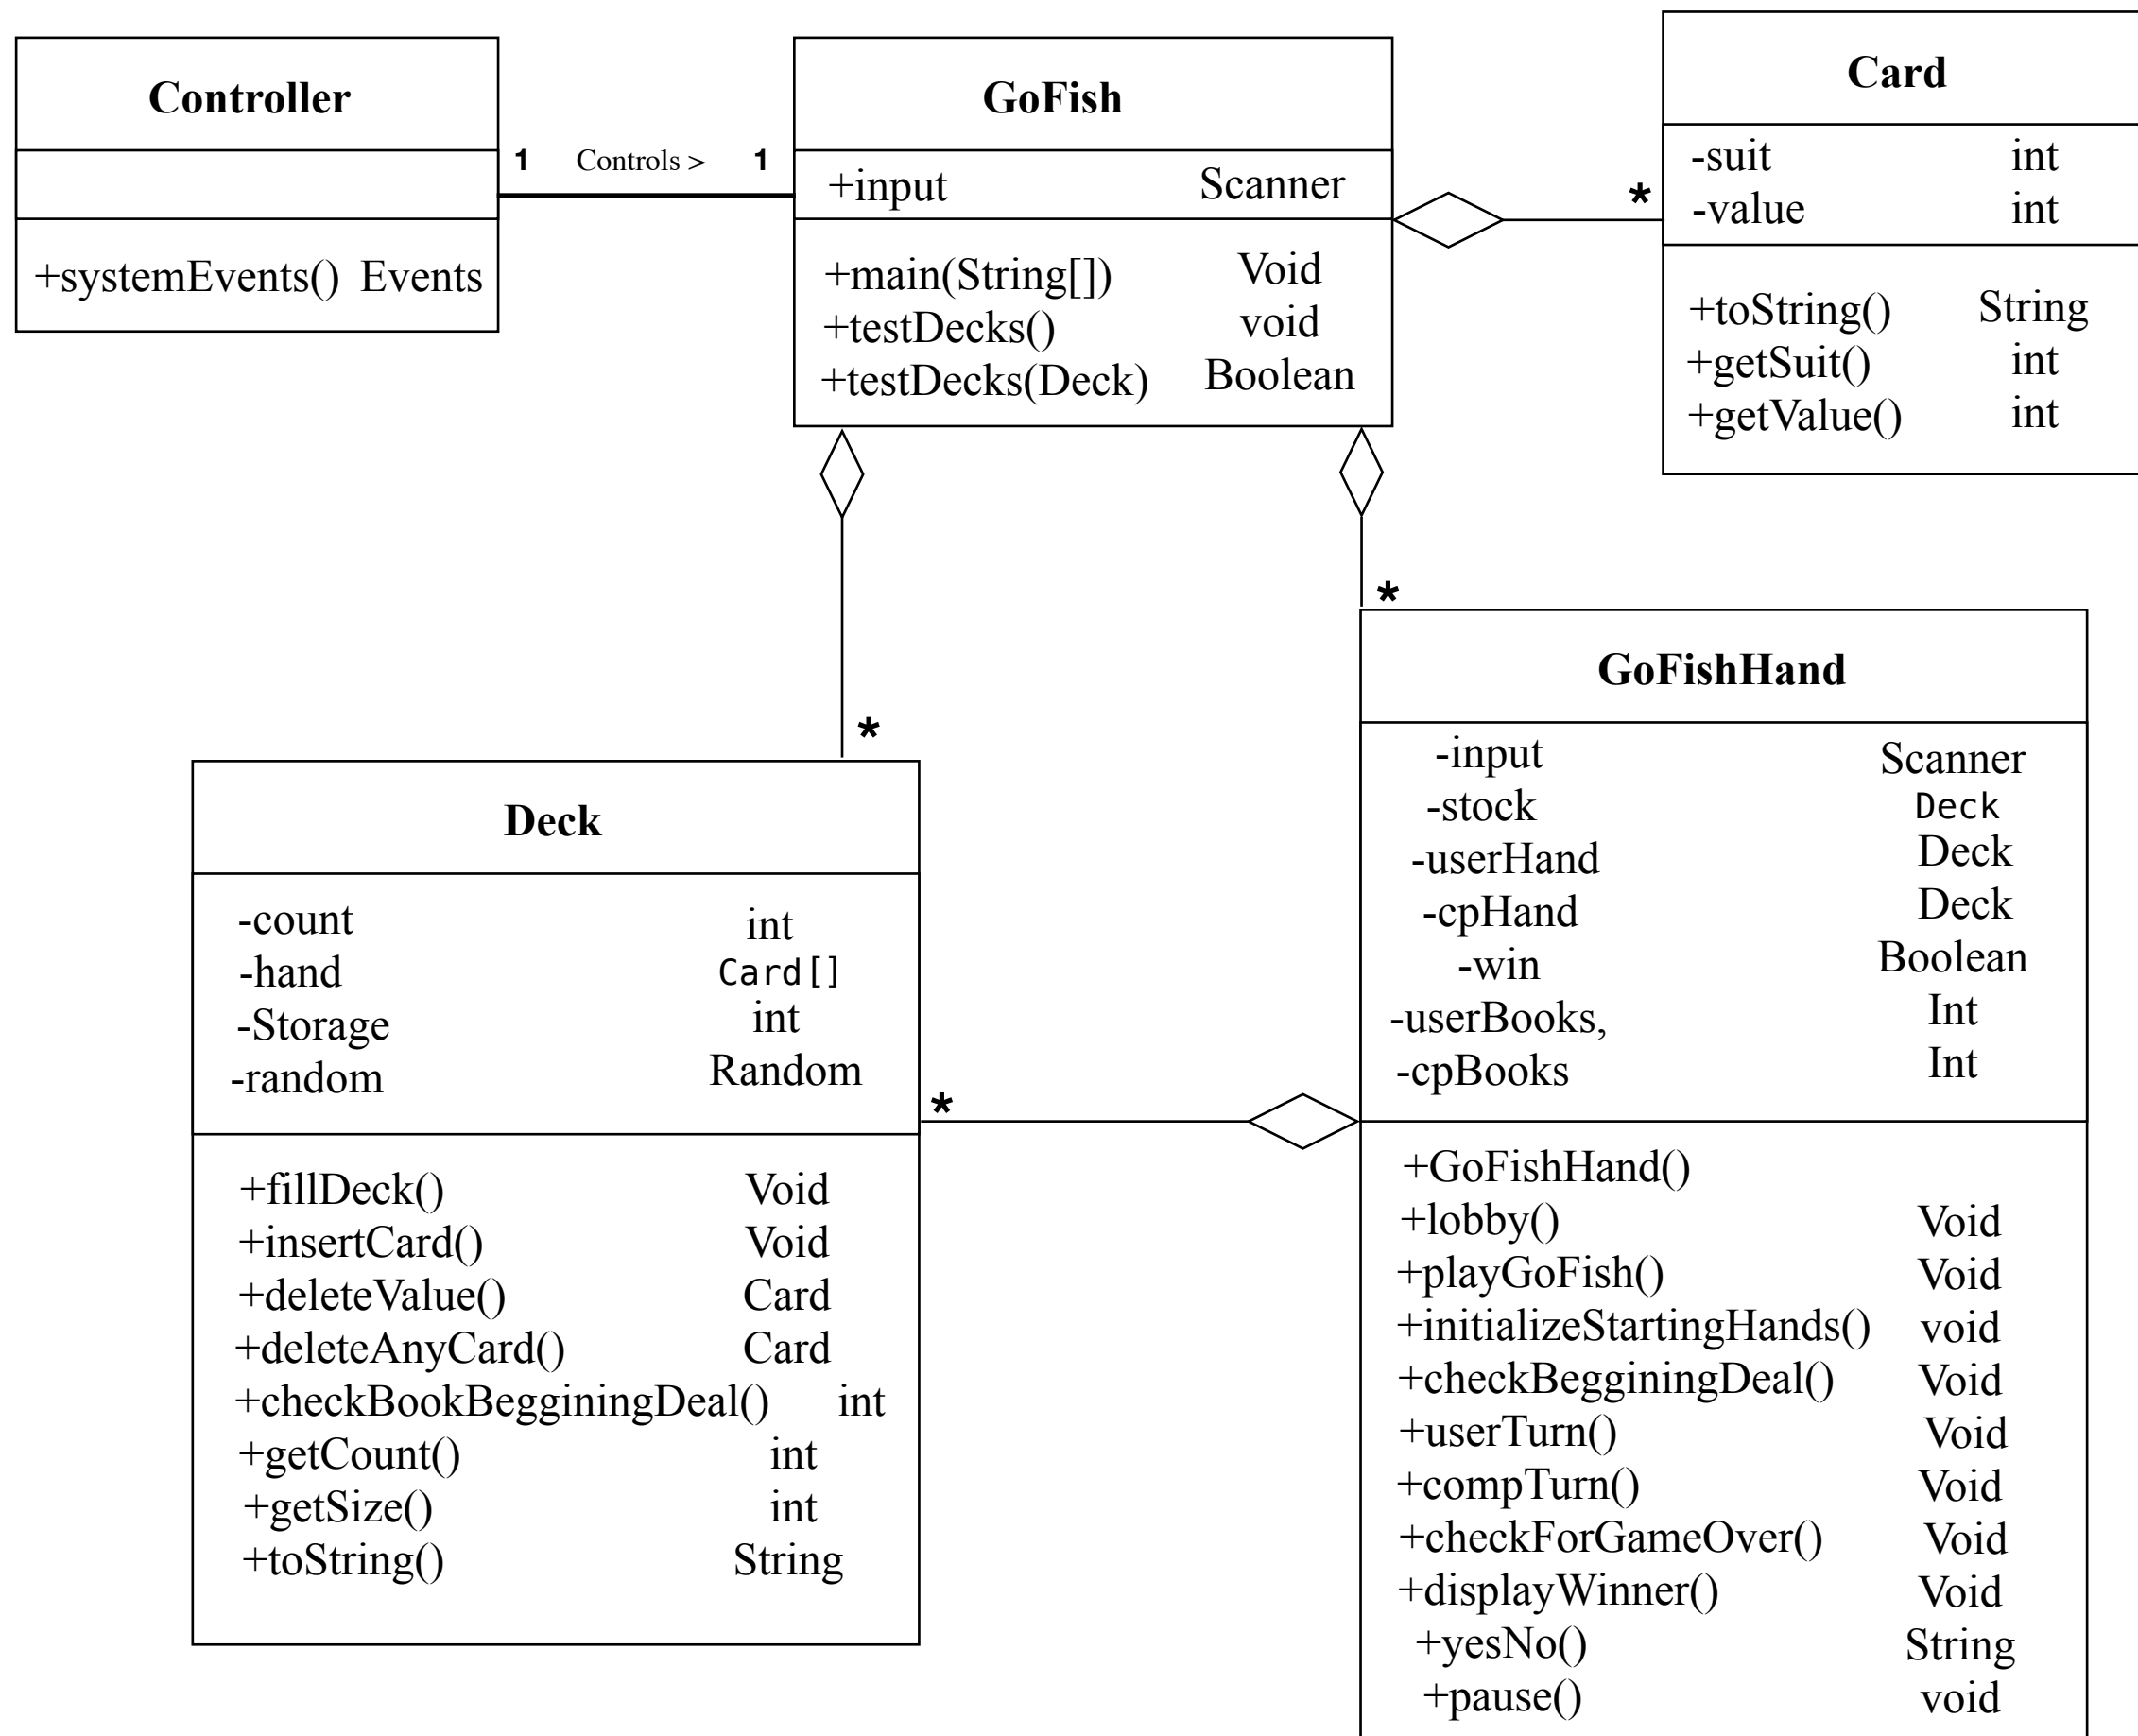 Controller
+systemEvents() Events
1 Controls > 1
GoFish
+input Scanner
+main(String[]) Void
+testDecks() void
+testDecks(Deck) Boolean
*
Card
-suit int
-value int
+toString() String
+getSuit() int
+getValue() int
*
*
Deck
-count int
-hand Card[]
-Storage int
-random Random
+fillDeck() Void
+insertCard() Void
+deleteValue() Card
+deleteAnyCard() Card
+checkBookBegginingDeal() int
+getCount() int
+getSize() int
+toString() String
*
GoFishHand
-input Scanner
-stock Deck
-userHand Deck
-cpHand Deck
-win Boolean
-userBooks, Int
-cpBooks Int
+GoFishHand()
+lobby() Void
+playGoFish() Void
+initializeStartingHands() void
+checkBegginingDeal() Void
+userTurn() Void
+compTurn() Void
+checkForGameOver() Void
+displayWinner() Void
+yesNo() String
+pause() void